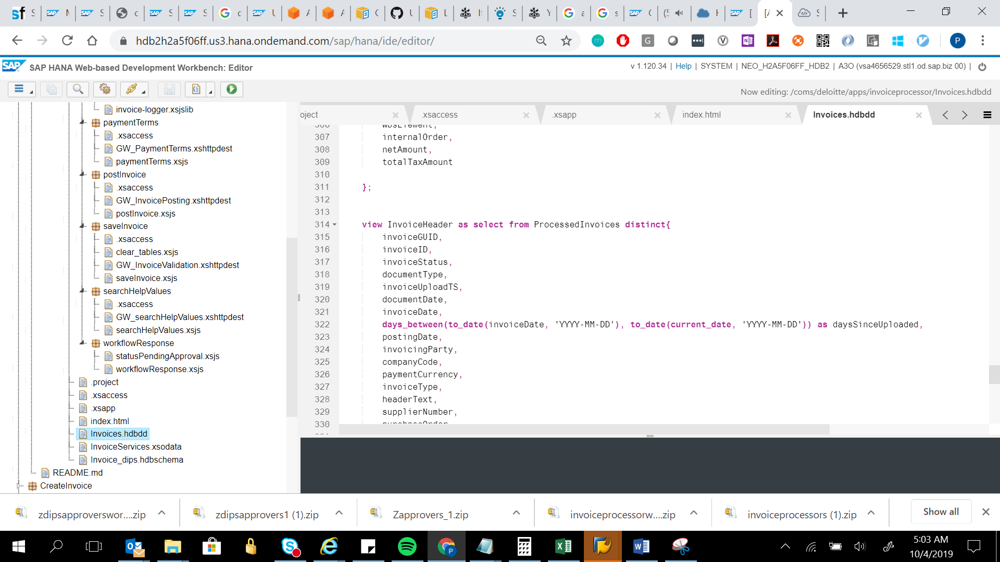 hdb2h2a5f06ff.us3.hana.ondemand.com/sap/hana/ide/editor/
SAP SAP HANA Web-based Development Workbench: Editor
v 1.120.34 | Help | SYSTEM | NEO_H2A5F06FF_HDB2 | A3O (vsa4656529.stl1.od.sap.biz 00) |
Now editing: /coms/deloitte/apps/invoiceprocessor/Invoices.hdbdd
invoice-logger.xsjslib
paymentTerms
.xsaccess
GW_PaymentTerms.xshttpdest
paymentTerms.xsjs
postInvoice
.xsaccess
GW_InvoicePosting.xshttpdest
postInvoice.xsjs
saveInvoice
.xsaccess
clear_tables.xsjs
GW_InvoiceValidation.xshttpdest
saveInvoice.xsjs
searchHelpValues
.xsaccess
GW_searchHelpValues.xshttpdest
searchHelpValues.xsjs
workflowResponse
statusPendingApproval.xsjs
workflowResponse.xsjs
.project
.xsaccess
.xsapp
index.html
Invoices.hdbdd
InvoiceServices.xsodata
Invoice_dips.hdbschema
README.md
CreateInvoice
oject
.xsaccess
.xsapp
index.html
Invoices.hdbdd
306 wbsElement,
307 internalOrder,
308 netAmount,
309 totalTaxAmount
310
311 };
312
313
314 view InvoiceHeader as select from ProcessedInvoices distinct{
315 invoiceGUID,
316 invoiceID,
317 invoiceStatus,
318 documentType,
319 invoiceUploadTS,
320 documentDate,
321 invoiceDate,
322 days_between(to_date(invoiceDate, 'YYYY-MM-DD'), to_date(current_date, 'YYYY-MM-DD')) as daysSinceUploaded,
323 postingDate,
324 invoicingParty,
325 companyCode,
326 paymentCurrency,
327 invoiceType,
328 headerText,
329 supplierNumber,
330 purchaseOrder
zdipsapproverswor....zip
zdipsapprovers1 (1).zip
Zapprovers_1.zip
invoiceprocessorw....zip
invoiceprocessors (1).zip
Show all
5:03 AM
10/4/2019